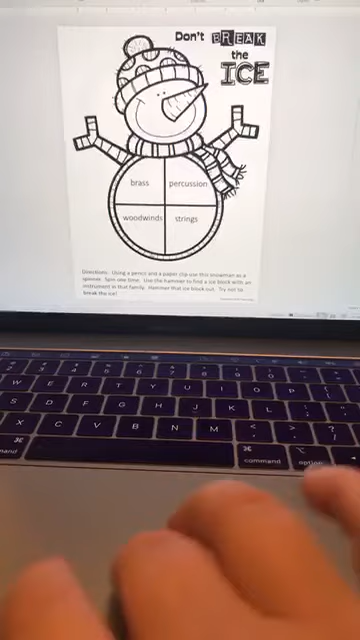 Don't BREAK
the
ICE
brass percussion
woodwinds strings
Directions: Using a pencil and a paper clip use this snowman as a
spinner. Spin one time. Use the hammer to find a ice block with an
instrument in that family. Hammer that ice block out. Try not to
break the ice!
W E R T Y U I O P
S D F G H J K L
X C V B N M < > ?
command option